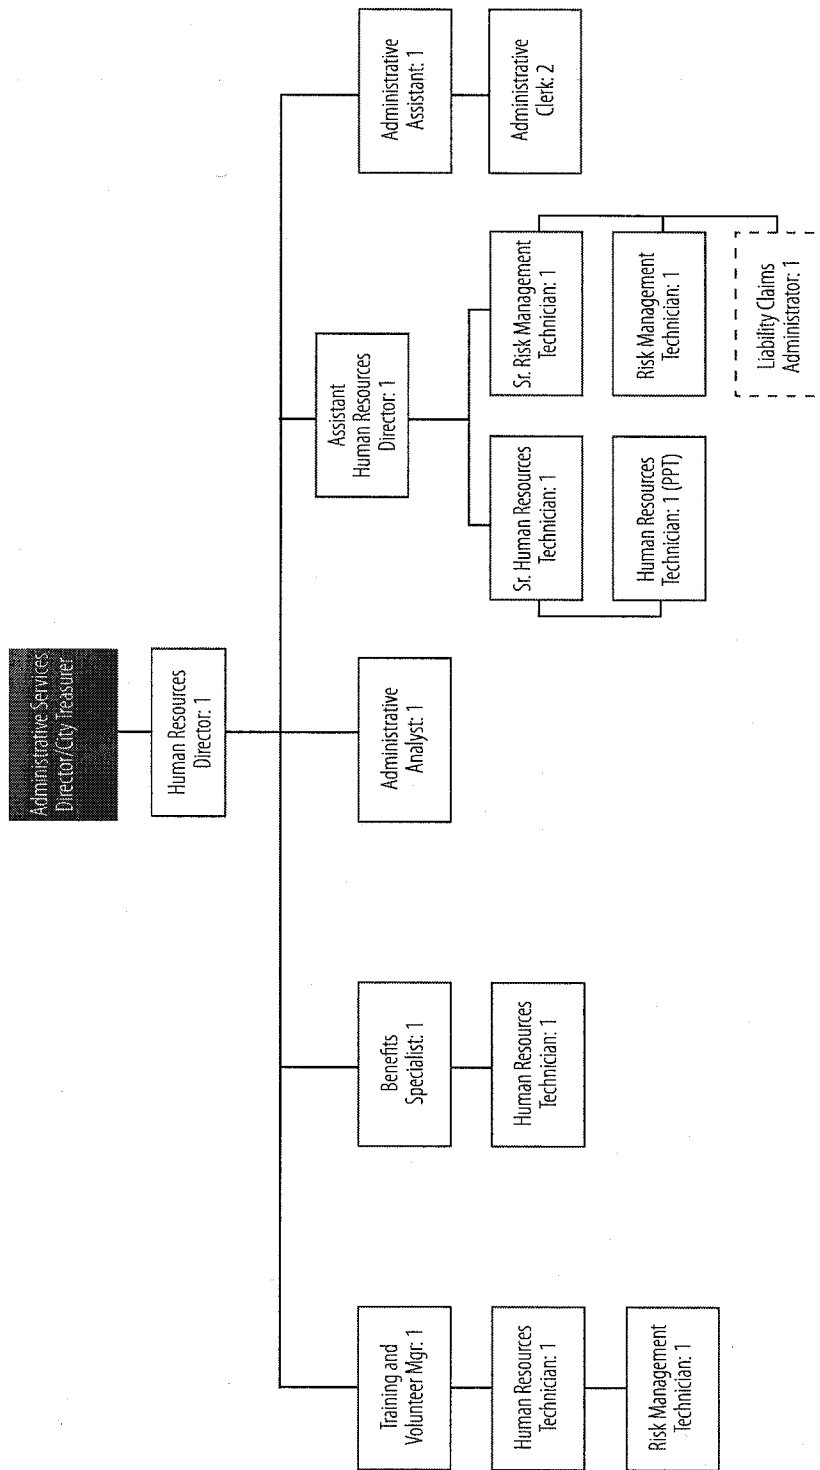 Administrative Services
Director/City Treasurer
Human Resources
Director: 1
Training and
Volunteer Mgr: 1
Human Resources
Technician: 1
Risk Management
Technician: 1
Benefits
Specialist: 1
Human Resources
Technician: 1
Administrative
Analyst: 1
Assistant
Human Resources
Director: 1
Sr. Human Resources
Technician: 1
Human Resources
Technician: 1 (PPT)
Sr. Risk Management
Technician: 1
Risk Management
Technician: 1
Liability Claims
Administrator: 1
Administrative
Assistant: 1
Administrative
Clerk: 2